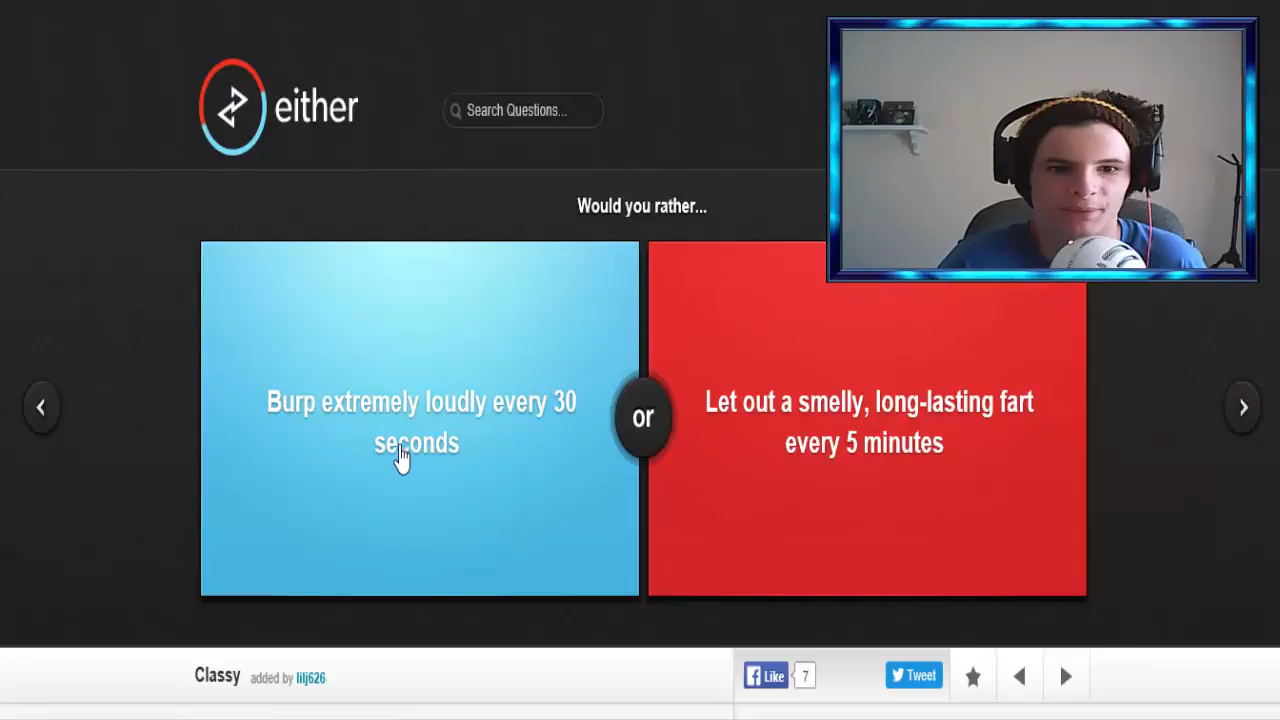 either
Search Questions...
Would you rather...
Burp extremely loudly every 30
seconds
or
Let out a smelly, long-lasting fart
every 5 minutes
Classy added by lilj626
Like 7
Tweet